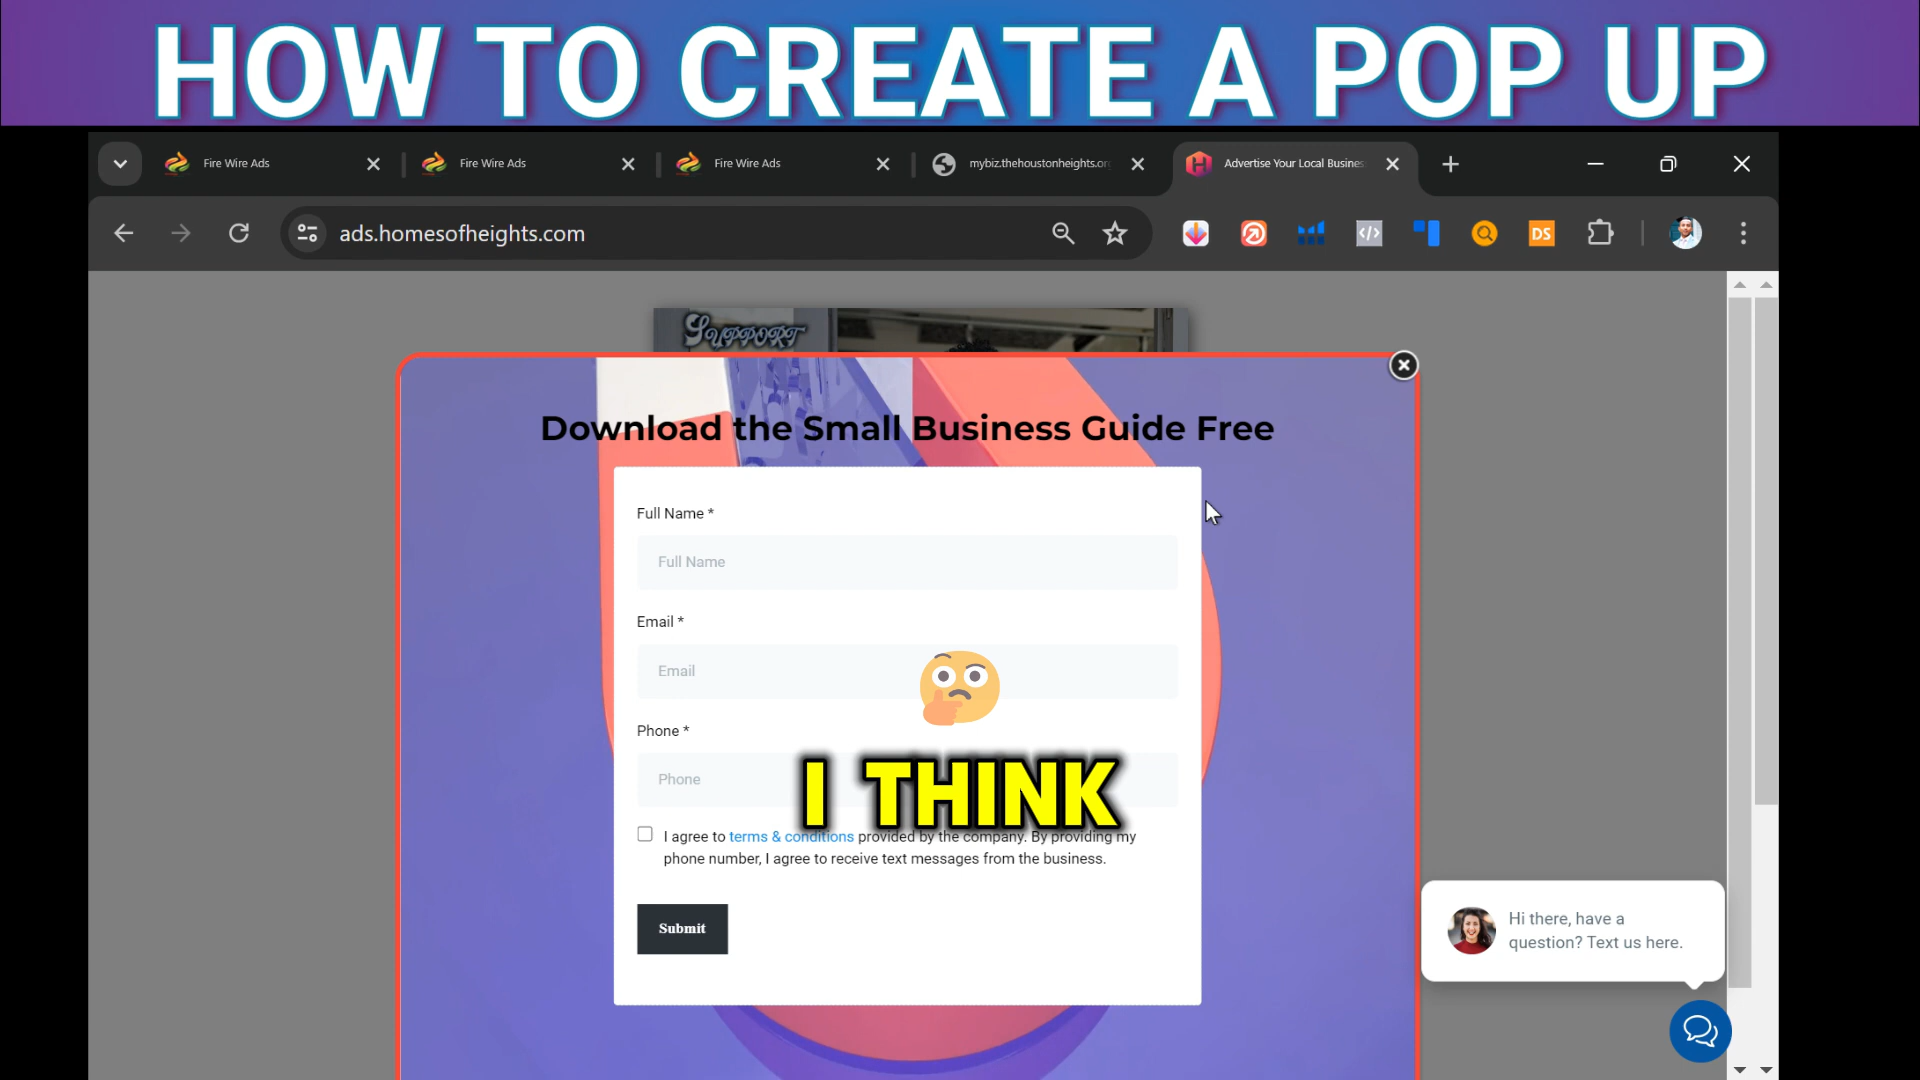 HOW TO CREATE A POP UP
Fire Wire Ads
Fire Wire Ads
Fire Wire Ads
mybiz.thehoustonheights.or
Advertise Your Local Busines
ads.homesofheights.com
DS
Support
Download the Small Business Guide Free
Full Name *
Full Name
Email *
Email
Phone *
Phone
I THINK
I agree to terms & conditions provided by the company. By providing my
phone number, I agree to receive text messages from the business.
Submit
Hi there, have a
question? Text us here.